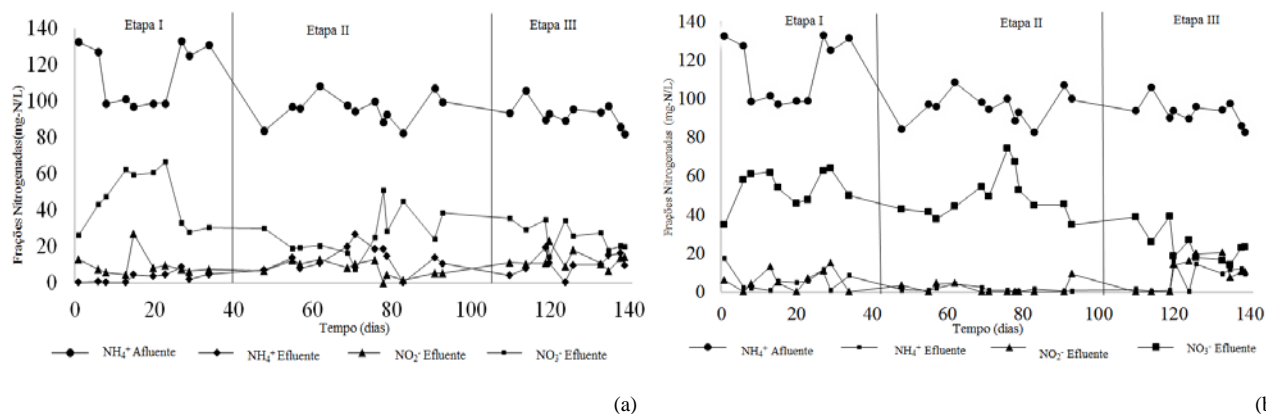 (a)
Etapa I Etapa II Etapa III
Frações Nitrogenadas(mg-N/L)
140
120
100
80
60
40
20
0
0 20 40 60 80 100 120 140
Tempo (dias)
NH₄⁺ Afluente NH₄⁺ Efluente NO₂⁻ Efluente NO₃⁻ Efluente
(a)
Etapa I Etapa II Etapa III
Frações Nitrogenadas (mg-N/L)
140
120
100
80
60
40
20
0
0 20 40 60 80 100 120 140
Tempo (dias)
NH₄⁺ Afluente NH₄⁺ Efluente NO₂⁻ Efluente NO₃⁻ Efluente
(b